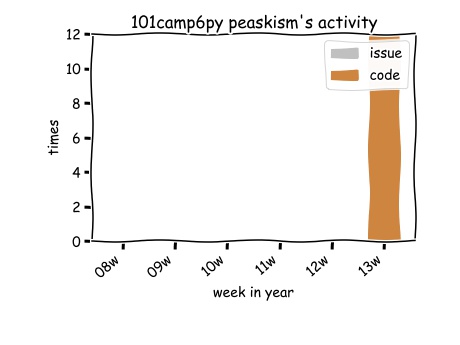 101camp6py peaskism's activity
12
10
8
6
4
2
0
times
issue
code
08w
09w
10w
11w
12w
13w
week in year